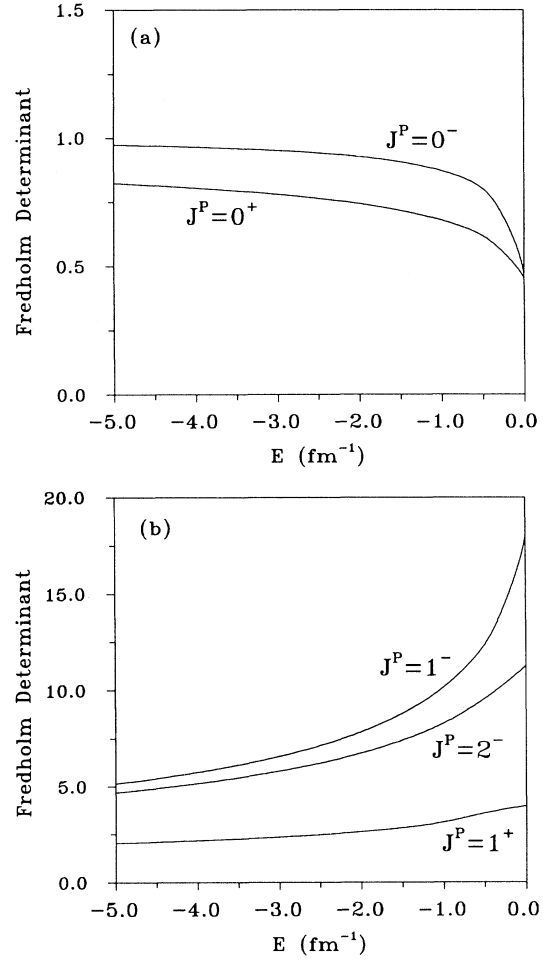 (a)
Fredholm Determinant
1.5
1.0
0.5
0.0
J^P=0^-
J^P=0^+
-5.0 -4.0 -3.0 -2.0 -1.0 0.0
E (fm^-1)
(b)
Fredholm Determinant
20.0
15.0
10.0
5.0
0.0
J^P=1^-
J^P=2^-
J^P=1^+
-5.0 -4.0 -3.0 -2.0 -1.0 0.0
E (fm^-1)